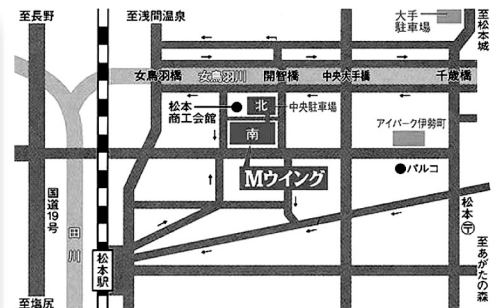 至長野
至浅間温泉
大手
駐車場
至松本城
女鳥羽橋
女鳥羽川
開智橋
中央大手橋
千歳橋
松本
商工会館
北
中央駐車場
南
アイパーク伊勢町
Mウイング
パルコ
国道19号
田川
松本駅
松本〒
至あがたの森
至塩尻